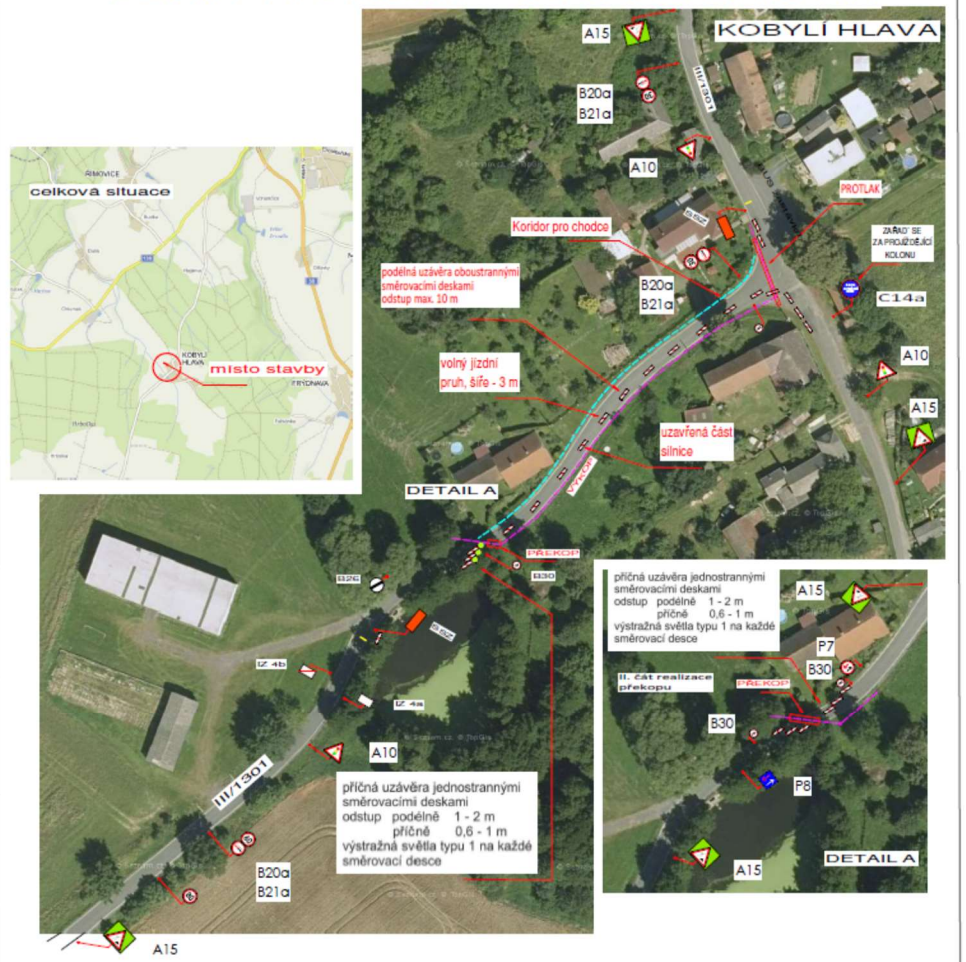 KOBYLÍ HLAVA
A15
III/1301
B20a
B21a
A10
celková situace
místo stavby
KOBYLÍ
HLAVA
PROTLAK
Koridor pro chodce
ZAŘAĎ SE
ZA PROJÍŽDĚJÍCÍ
KOLONU
C14a
B20a
B21a
podélná uzávěra oboustrannými
směrovacími deskami
odstup max. 10 m
A10
A15
volný jízdní
pruh, šíře - 3 m
uzavřená část
silnice
VÝKOP
DETAIL A
PŘEKOP
B30
B26
IZ 4b
IZ 4a
A10
III/1301
B20a
B21a
A15
příčná uzávěra jednostrannými
směrovacími deskami
odstup podélně 1 - 2 m
příčně 0,6 - 1 m
výstražná světla typu 1 na každé
směrovací desce
příčná uzávěra jednostrannými
směrovacími deskami
odstup podélně 1 - 2 m
příčně 0,6 - 1 m
výstražná světla typu 1 na každé
směrovací desce
A15
P7
B30
II. čát realizace
překopu
PŘEKOP
B30
P8
A15
DETAIL A